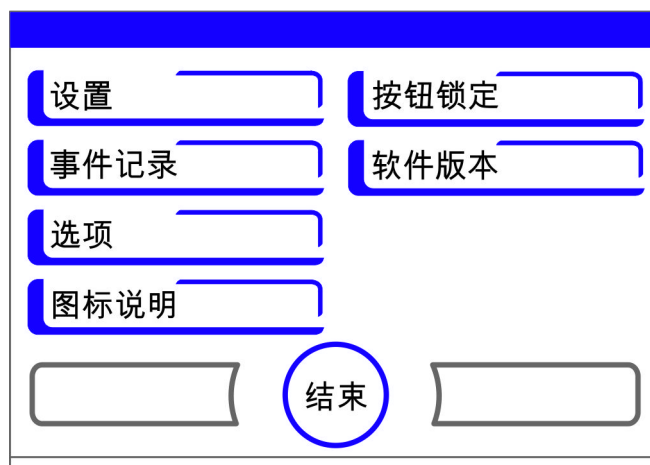 设置
按钮锁定
事件记录
软件版本
选项
图标说明
结束